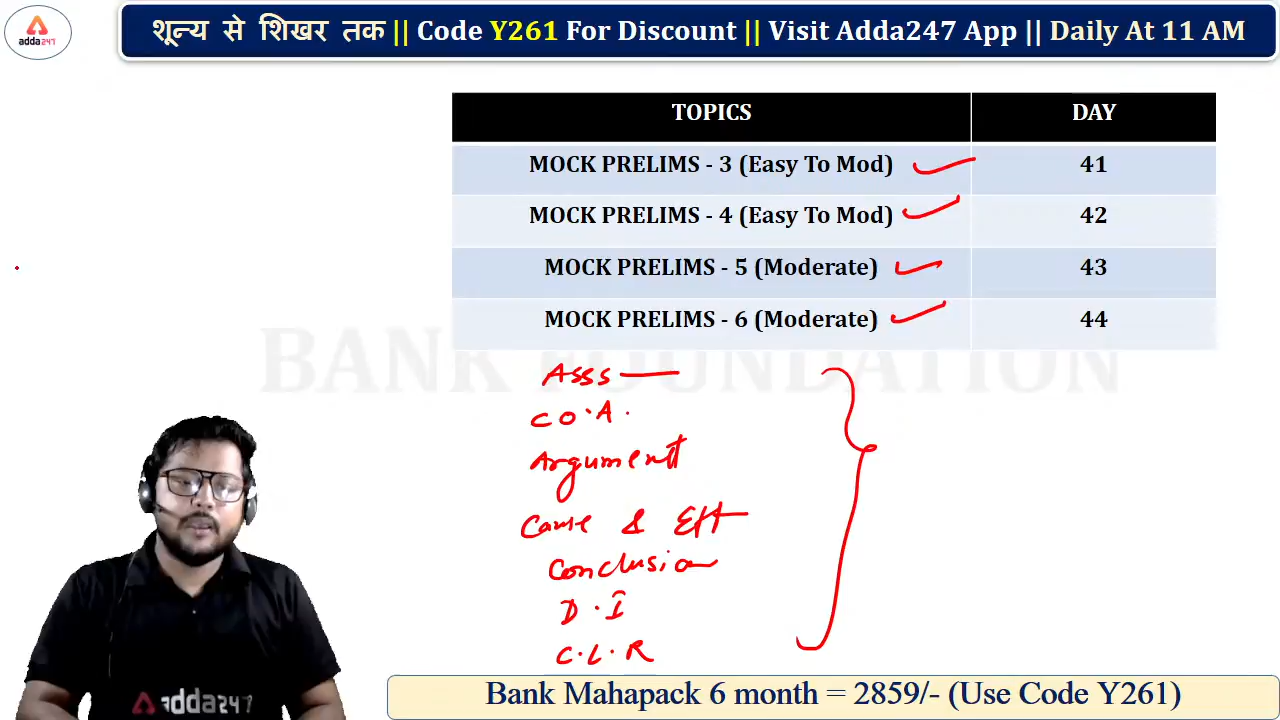 adda247
शून्य से शिखर तक || Code Y261 For Discount || Visit Adda247 App || Daily At 11 AM
TOPICS DAY
MOCK PRELIMS - 3 (Easy To Mod) 41
MOCK PRELIMS - 4 (Easy To Mod) 42
MOCK PRELIMS - 5 (Moderate) 43
MOCK PRELIMS - 6 (Moderate) 44
BANK FOUNDATION
Asss
C O. A.
Argument
Cause & Eff
Conclusion
D. I
C. L. R
adda247
Bank Mahapack 6 month = 2859/- (Use Code Y261)